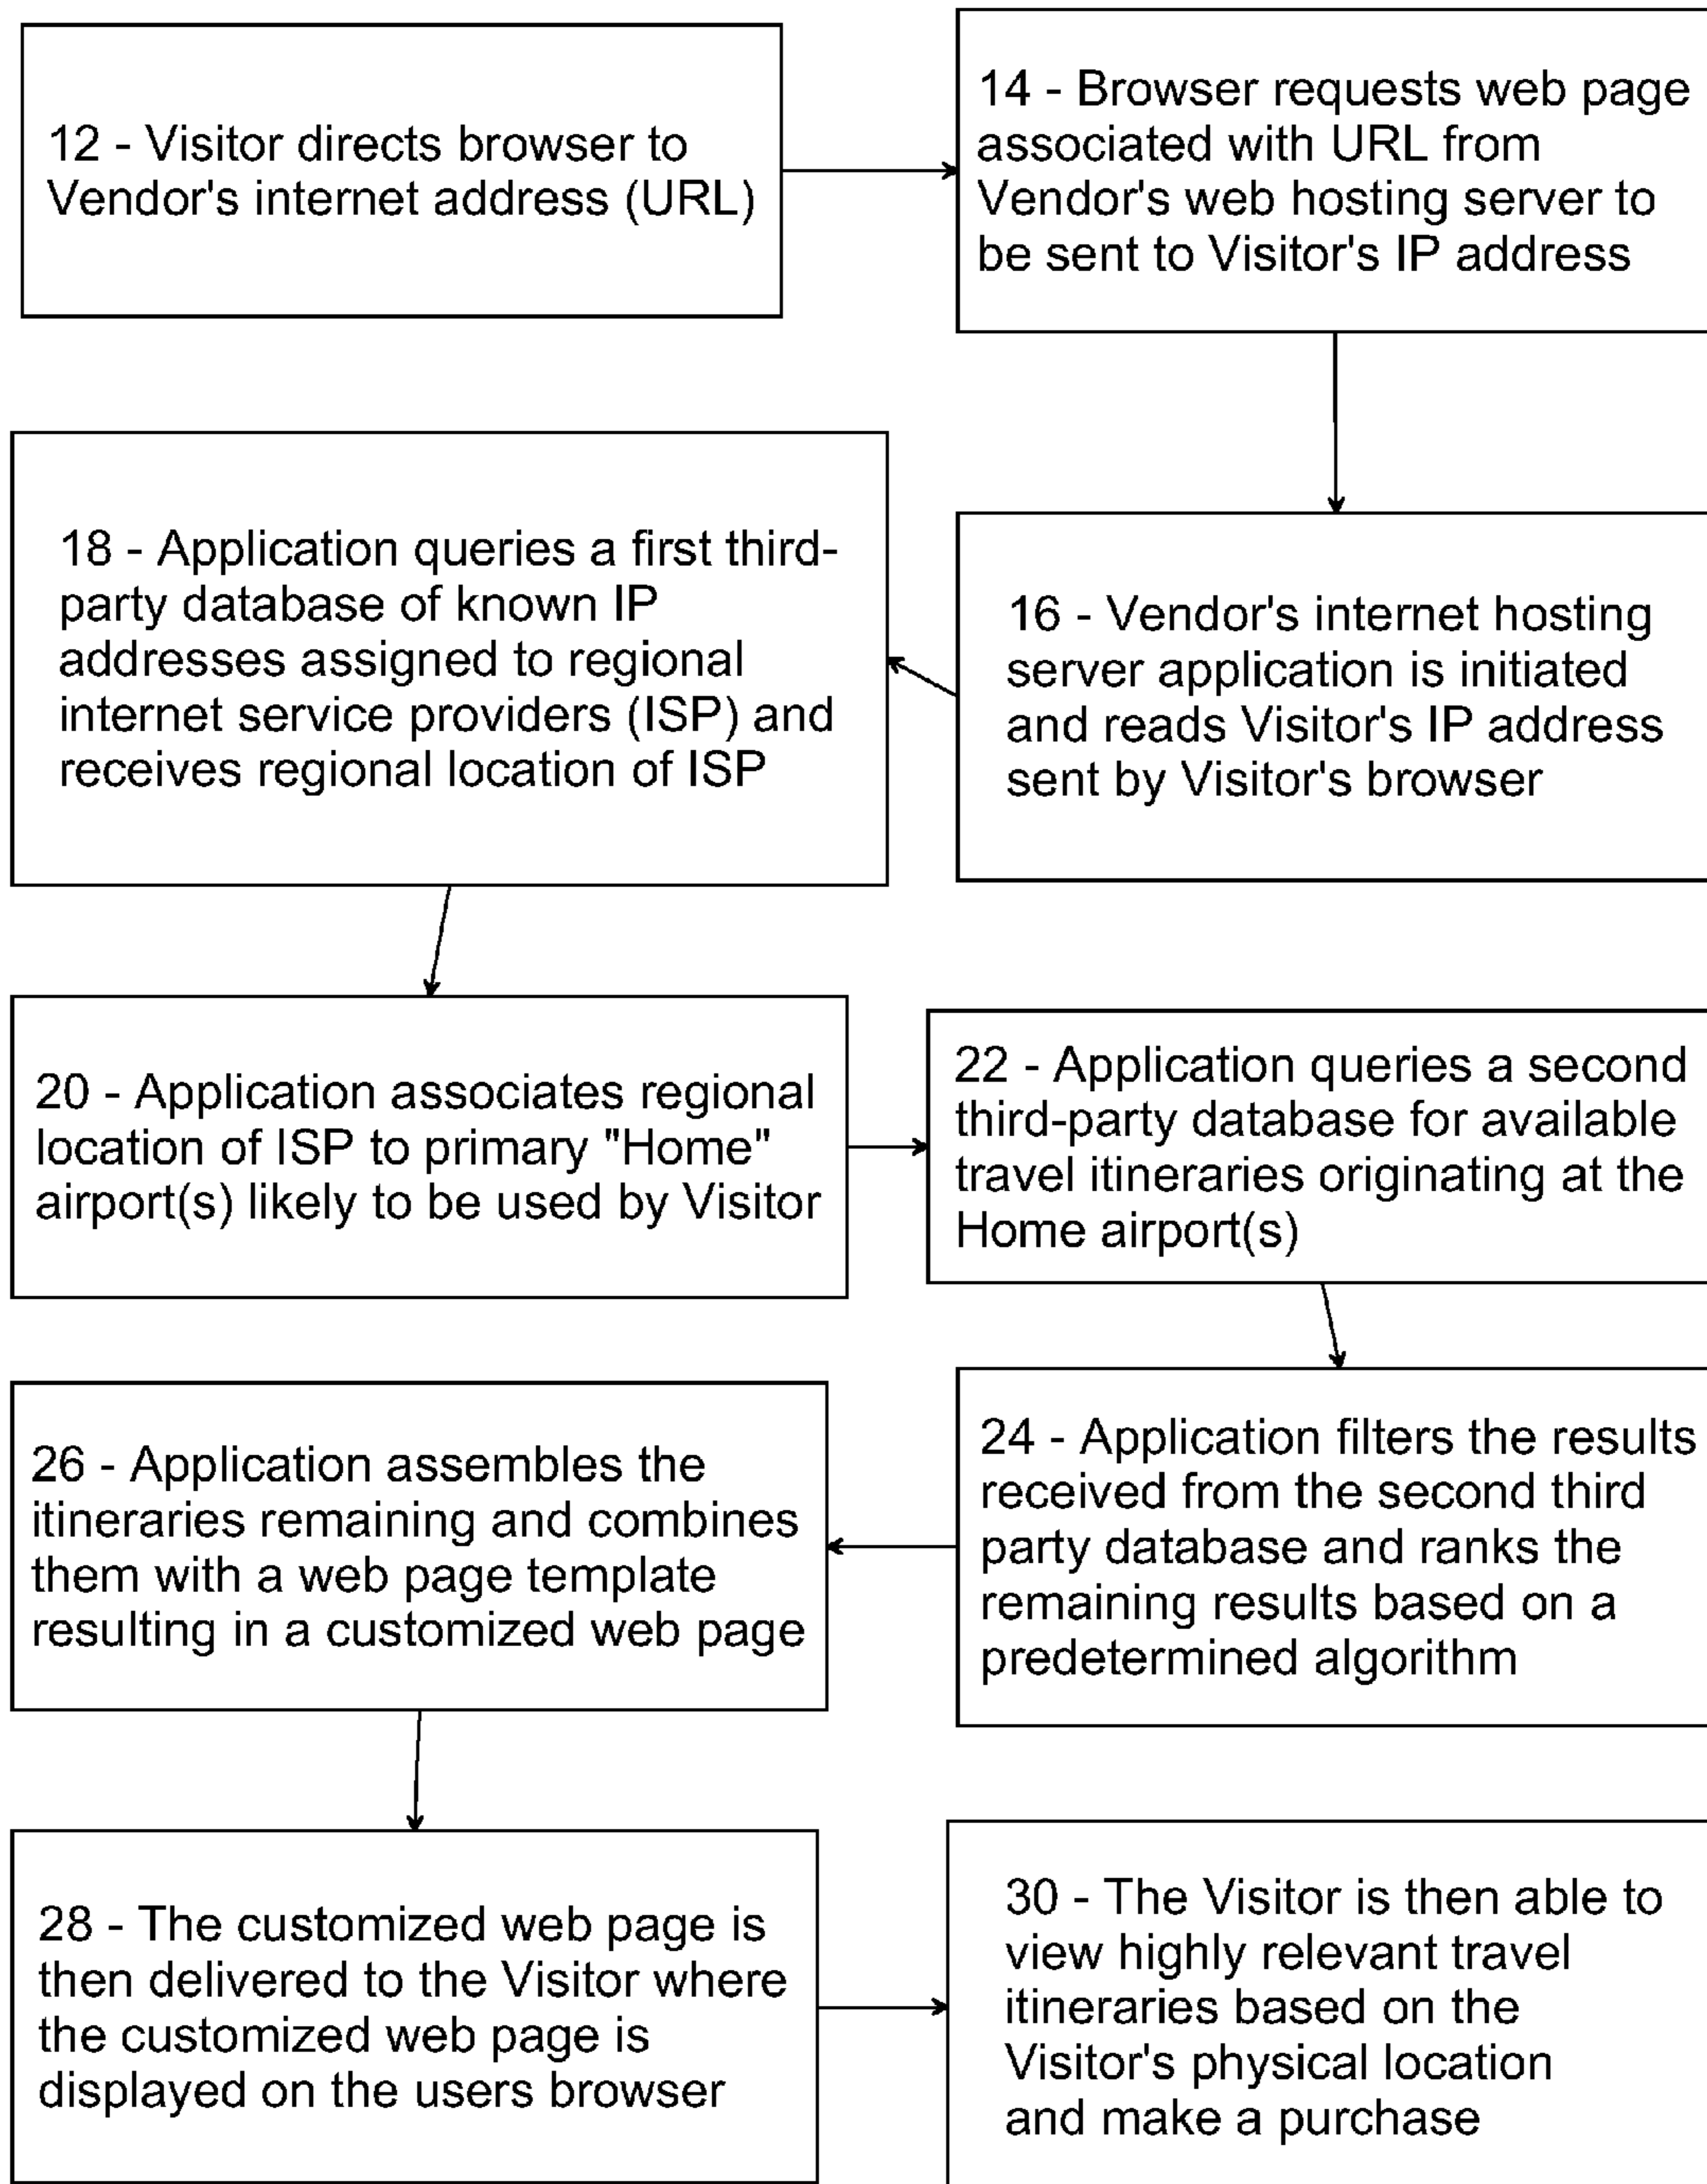 12 - Visitor directs browser to
Vendor's internet address (URL)
14 - Browser requests web page
associated with URL from
Vendor's web hosting server to
be sent to Visitor's IP address
16 - Vendor's internet hosting
server application is initiated
and reads Visitor's IP address
sent by Visitor's browser
18 - Application queries a first third-
party database of known IP
addresses assigned to regional
internet service providers (ISP) and
receives regional location of ISP
20 - Application associates regional
location of ISP to primary "Home"
airport(s) likely to be used by Visitor
22 - Application queries a second
third-party database for available
travel itineraries originating at the
Home airport(s)
24 - Application filters the results
received from the second third
party database and ranks the
remaining results based on a
predetermined algorithm
26 - Application assembles the
itineraries remaining and combines
them with a web page template
resulting in a customized web page
28 - The customized web page is
then delivered to the Visitor where
the customized web page is
displayed on the users browser
30 - The Visitor is then able to
view highly relevant travel
itineraries based on the
Visitor's physical location
and make a purchase